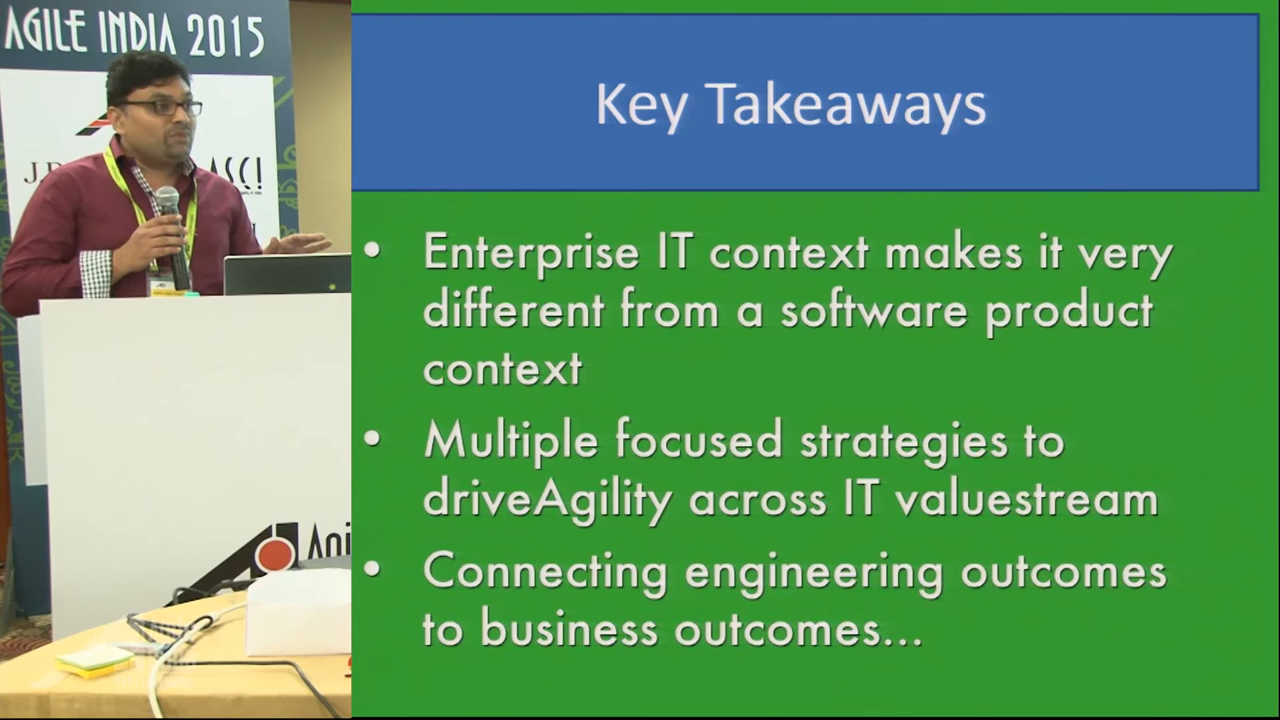 AGILE INDIA 2015
Key Takeaways
• Enterprise IT context makes it very
different from a software product
context
• Multiple focused strategies to
driveAgility across IT valuestream
• Connecting engineering outcomes
to business outcomes...